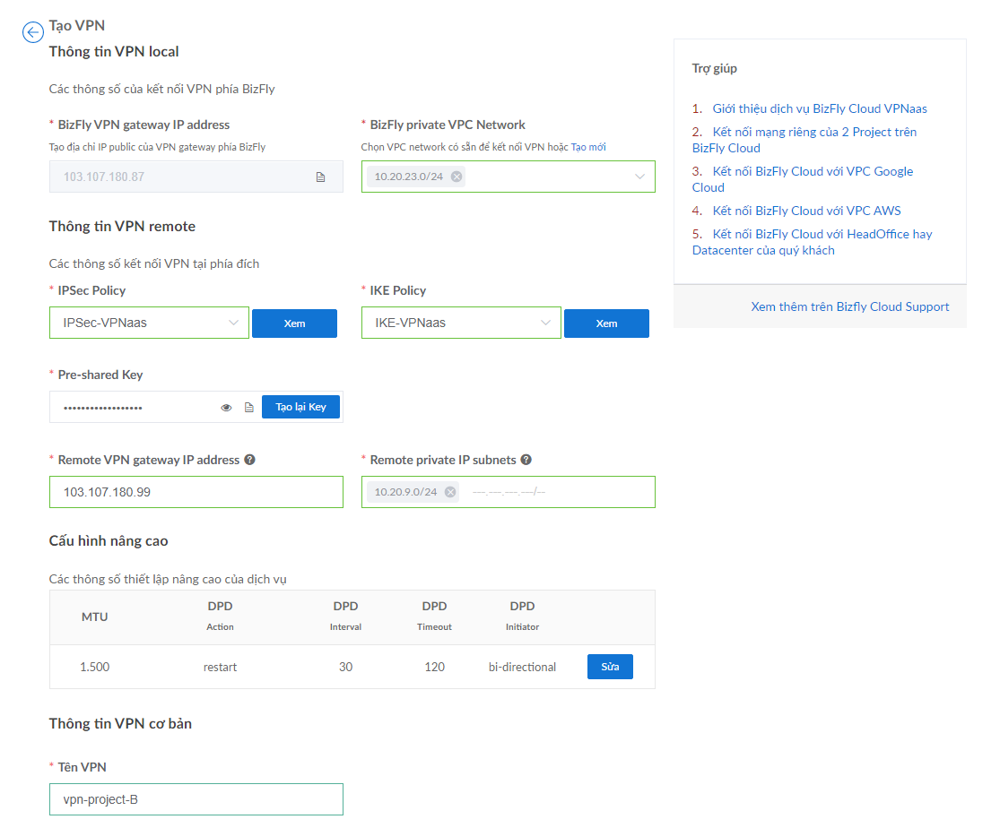 Tạo VPN
Thông tin VPN local
Các thông số của kết nối VPN phía BizFly
* BizFly VPN gateway IP address
* BizFly private VPC Network
Tạo địa chỉ IP public của VPN gateway phía BizFly
Chọn VPC network có sẵn để kết nối VPN hoặc Tạo mới
103.107.180.87
10.20.23.0/24
Thông tin VPN remote
Các thông số kết nối VPN tại phía đích
* IPSec Policy
* IKE Policy
IPSec-VPNaas
Xem
IKE-VPNaas
Xem
* Pre-shared Key
••••••••••••••••••
Tạo lại Key
* Remote VPN gateway IP address
* Remote private IP subnets
103.107.180.99
10.20.9.0/24
---.---.---.---/--
Cấu hình nâng cao
Các thông số thiết lập nâng cao của dịch vụ
MTU
DPD
Action
DPD
Interval
DPD
Timeout
DPD
Initiator
1.500
restart
30
120
bi-directional
Sửa
Thông tin VPN cơ bản
* Tên VPN
vpn-project-B
Trợ giúp
1. Giới thiệu dịch vụ BizFly Cloud VPNaas
2. Kết nối mạng riêng của 2 Project trên
BizFly Cloud
3. Kết nối BizFly Cloud với VPC Google
Cloud
4. Kết nối BizFly Cloud với VPC AWS
5. Kết nối BizFly Cloud với HeadOffice hay
Datacenter của quý khách
Xem thêm trên Bizfly Cloud Support